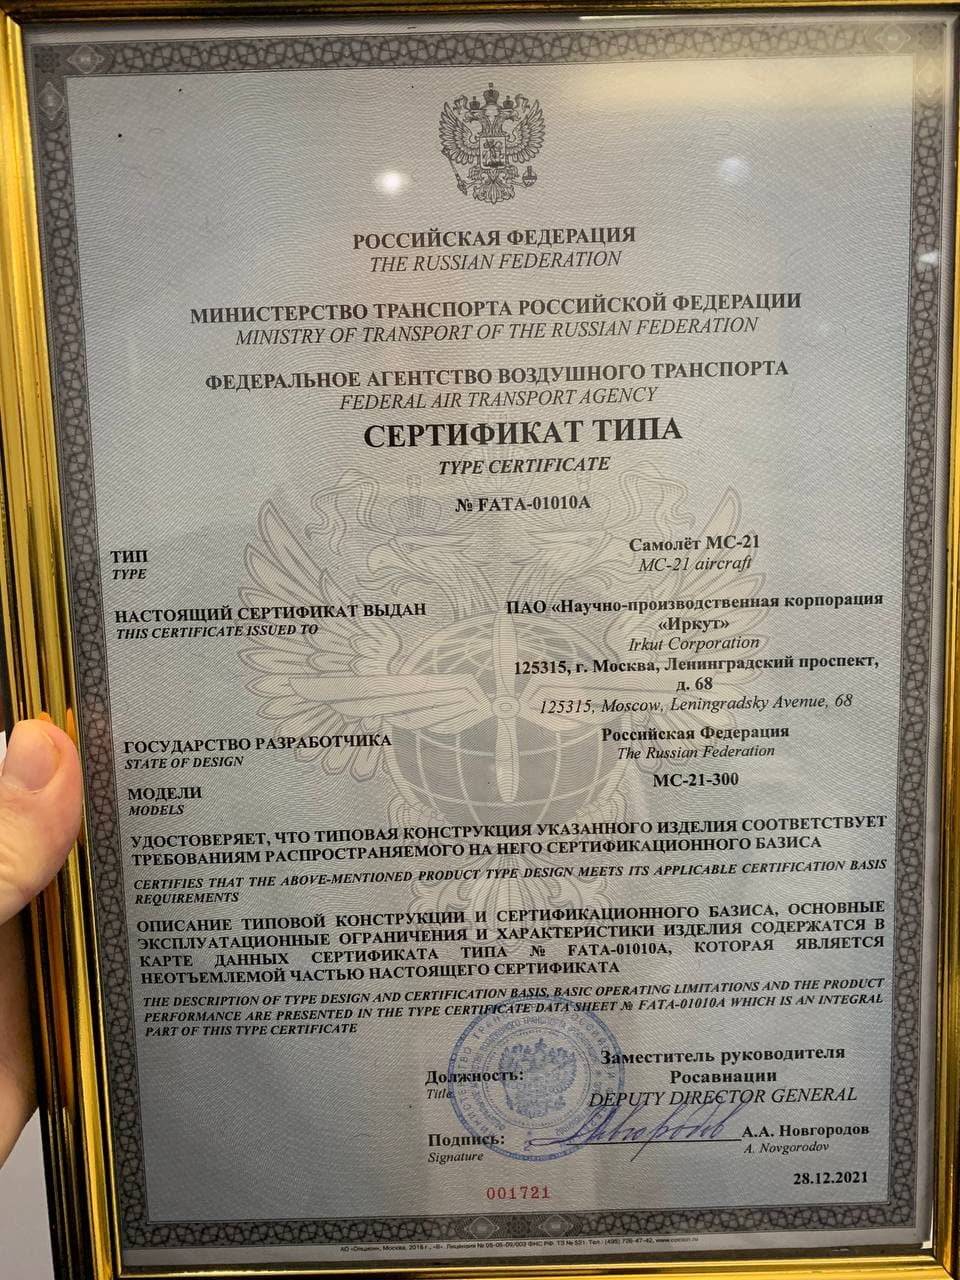 РОССИЙСКАЯ ФЕДЕРАЦИЯ
THE RUSSIAN FEDERATION
МИНИСТЕРСТВО ТРАНСПОРТА РОССИЙСКОЙ ФЕДЕРАЦИИ
MINISTRY OF TRANSPORT OF THE RUSSIAN FEDERATION
ФЕДЕРАЛЬНОЕ АГЕНТСТВО ВОЗДУШНОГО ТРАНСПОРТА
FEDERAL AIR TRANSPORT AGENCY
СЕРТИФИКАТ ТИПА
TYPE CERTIFICATE
№ FATA-01010A
ТИП
TYPE
Самолёт МС-21
MC-21 aircraft
НАСТОЯЩИЙ СЕРТИФИКАТ ВЫДАН
THIS CERTIFICATE ISSUED TO
ПАО «Научно-производственная корпорация
«Иркут»
Irkut Corporation
125315, г. Москва, Ленинградский проспект,
д. 68
125315, Moscow, Leningradsky Avenue, 68
ГОСУДАРСТВО РАЗРАБОТЧИКА
STATE OF DESIGN
Российская Федерация
The Russian Federation
МОДЕЛИ
MODELS
МС-21-300
УДОСТОВЕРЯЕТ, ЧТО ТИПОВАЯ КОНСТРУКЦИЯ УКАЗАННОГО ИЗДЕЛИЯ СООТВЕТСТВУЕТ
ТРЕБОВАНИЯМ РАСПРОСТРАНЯЕМОГО НА НЕГО СЕРТИФИКАЦИОННОГО БАЗИСА
CERTIFIES THAT THE ABOVE-MENTIONED PRODUCT TYPE DESIGN MEETS ITS APPLICABLE CERTIFICATION BASIS
REQUIREMENTS
ОПИСАНИЕ ТИПОВОЙ КОНСТРУКЦИИ И СЕРТИФИКАЦИОННОГО БАЗИСА, ОСНОВНЫЕ
ЭКСПЛУАТАЦИОННЫЕ ОГРАНИЧЕНИЯ И ХАРАКТЕРИСТИКИ ИЗДЕЛИЯ СОДЕРЖАТСЯ В
КАРТЕ ДАННЫХ СЕРТИФИКАТА ТИПА № FATA-01010A, КОТОРАЯ ЯВЛЯЕТСЯ
НЕОТЪЕМЛЕМОЙ ЧАСТЬЮ НАСТОЯЩЕГО СЕРТИФИКАТА
THE DESCRIPTION OF TYPE DESIGN AND CERTIFICATION BASIS, BASIC OPERATING LIMITATIONS AND THE PRODUCT
PERFORMANCE ARE PRESENTED IN THE TYPE CERTIFICATE DATA SHEET № FATA-01010A WHICH IS AN INTEGRAL
PART OF THIS TYPE CERTIFICATE
Должность:
Title
Заместитель руководителя
Росавиации
DEPUTY DIRECTOR GENERAL
Подпись:
Signature
А.А. Новгородов
A. Novgorodov
28.12.2021
001721